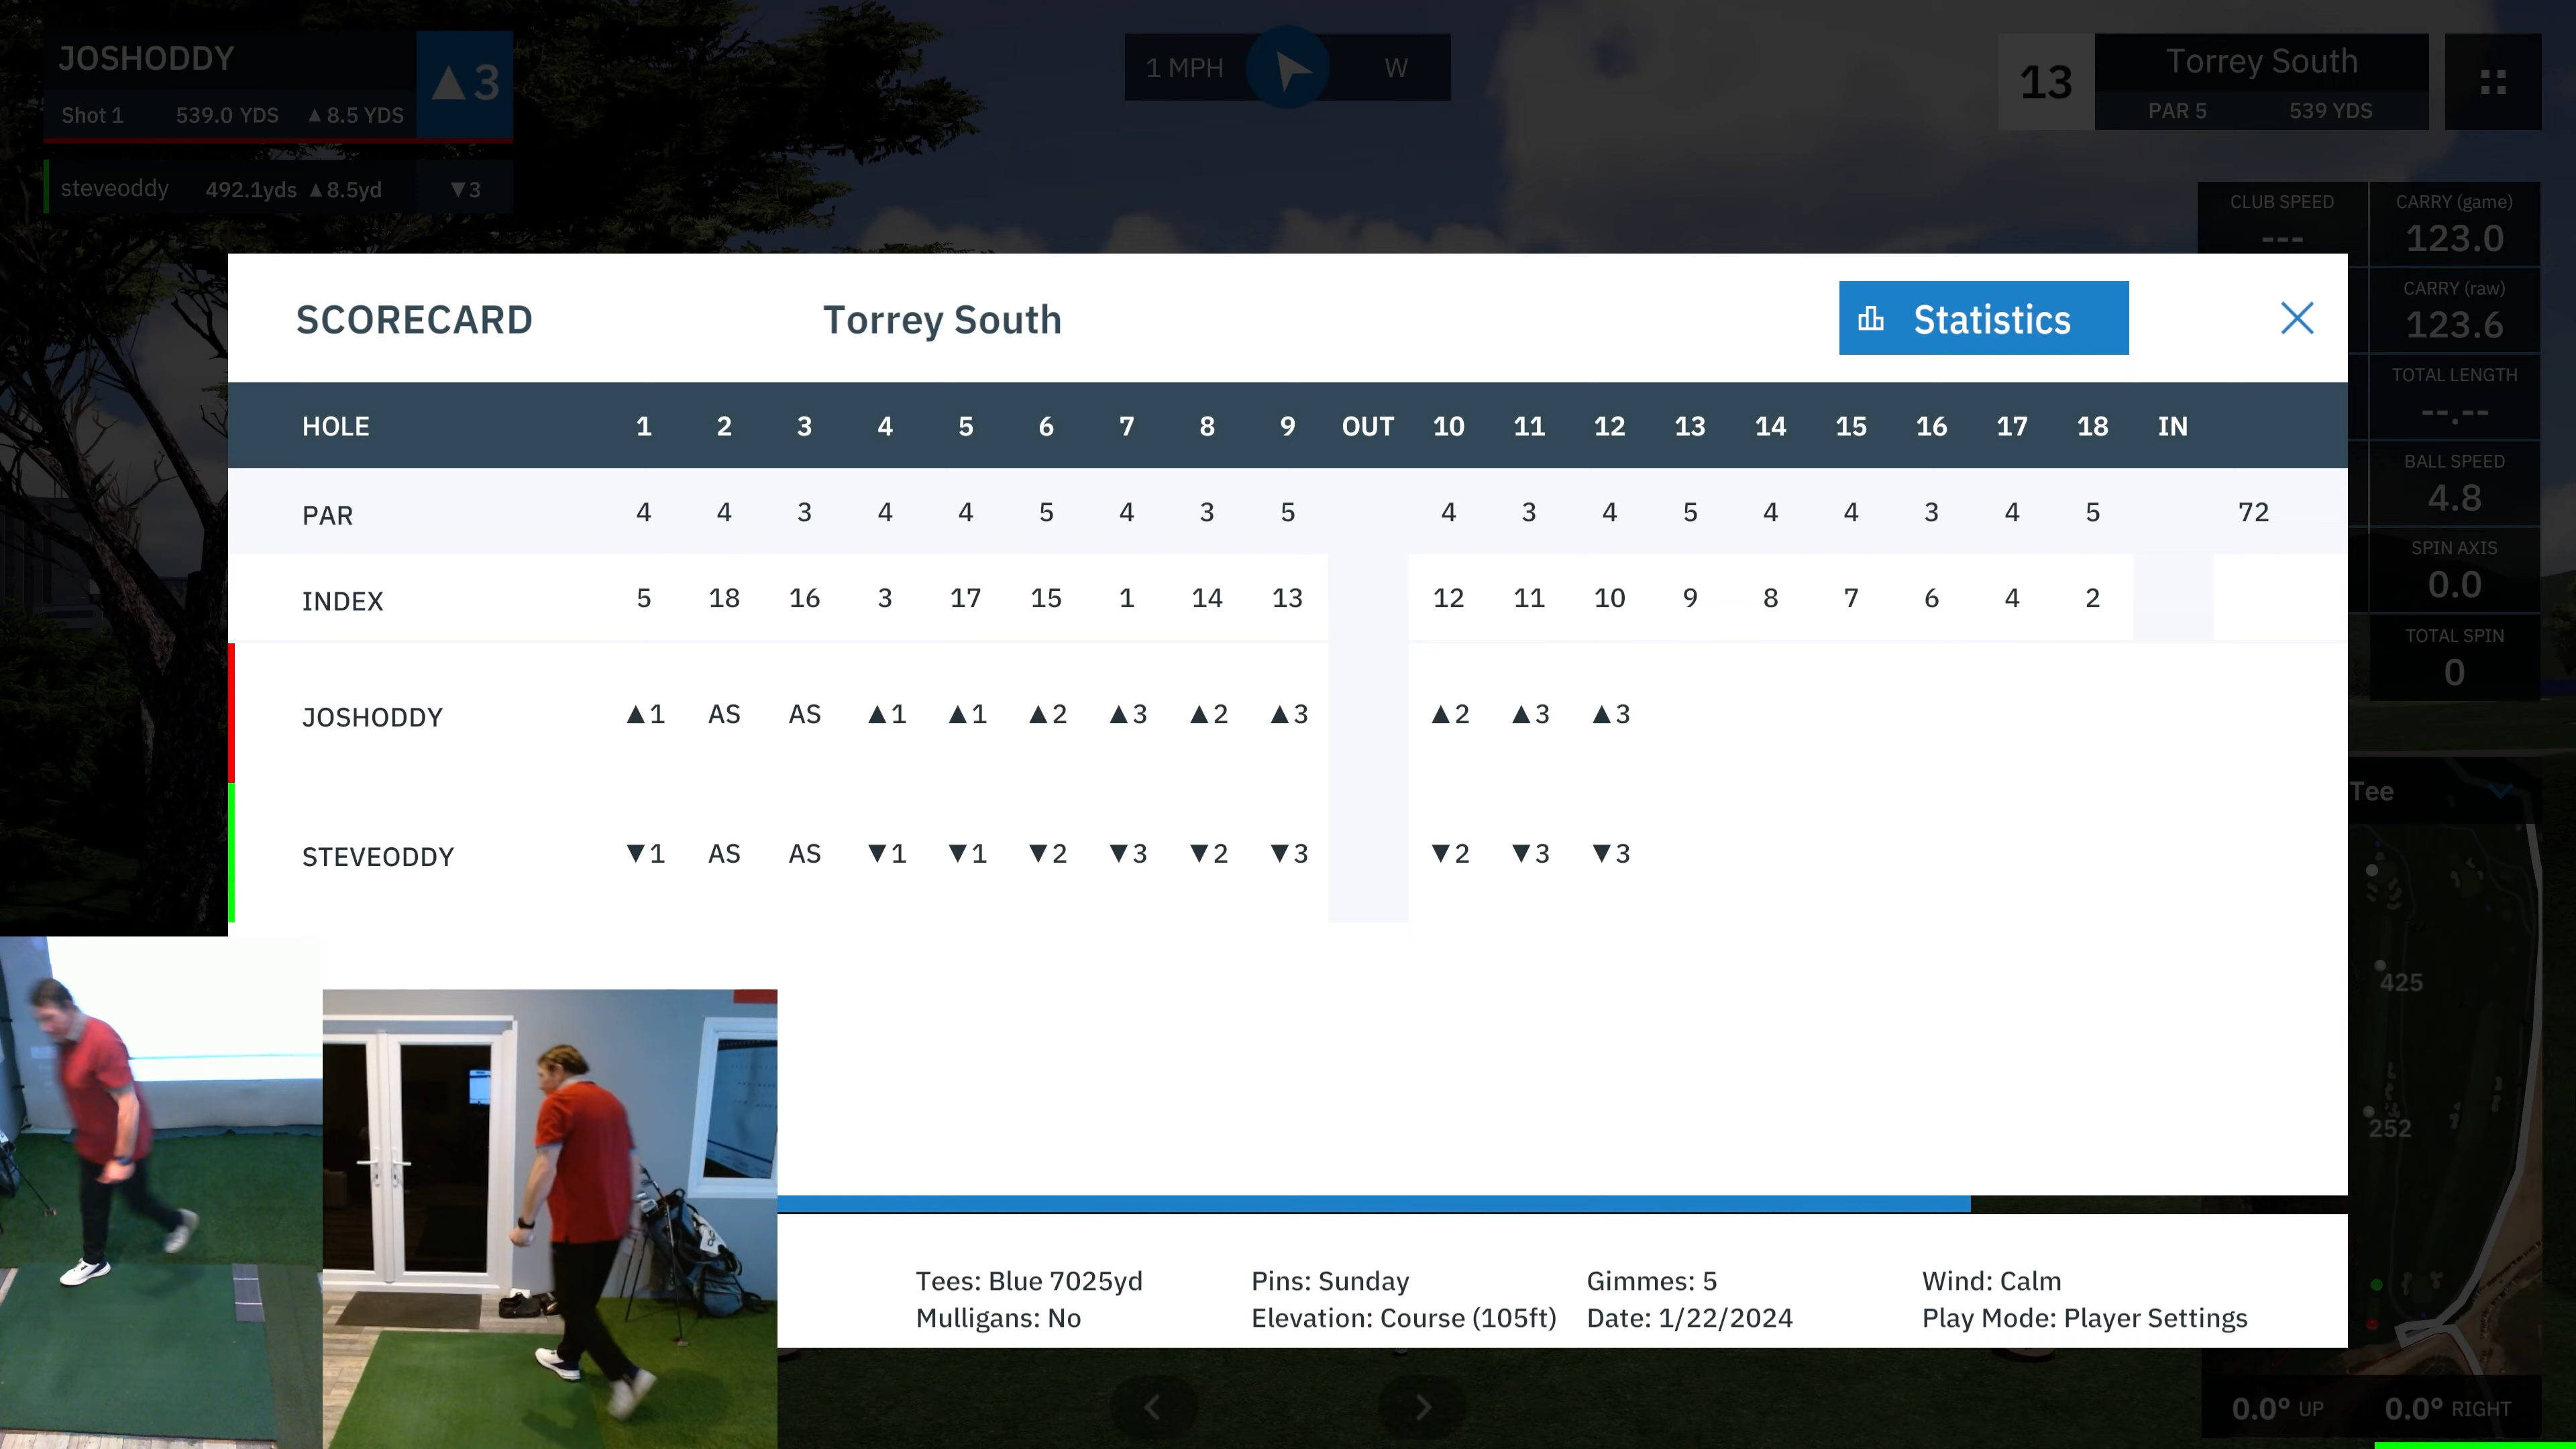 JOSHODDY
▲3
Shot 1 539.0 YDS ▲8.5 YDS
steveoddy 492.1yds ▲8.5yd ▼3
1 MPH W
13
Torrey South
PAR 5 539 YDS
CLUB SPEED
---
CARRY (game)
123.0
CARRY (raw)
123.6
TOTAL LENGTH
--.--
BALL SPEED
4.8
SPIN AXIS
0.0
TOTAL SPIN
0
SCORECARD Torrey South Statistics
HOLE 1 2 3 4 5 6 7 8 9 OUT 10 11 12 13 14 15 16 17 18 IN
PAR 4 4 3 4 4 5 4 3 5 4 3 4 5 4 4 3 4 5 72
INDEX 5 18 16 3 17 15 1 14 13 12 11 10 9 8 7 6 4 2
JOSHODDY ▲1 AS AS ▲1 ▲1 ▲2 ▲3 ▲2 ▲3 ▲2 ▲3 ▲3
STEVEODDY ▼1 AS AS ▼1 ▼1 ▼2 ▼3 ▼2 ▼3 ▼2 ▼3 ▼3
Tee
425
252
Tees: Blue 7025yd Pins: Sunday Gimmes: 5 Wind: Calm
Mulligans: No Elevation: Course (105ft) Date: 1/22/2024 Play Mode: Player Settings
0.0° UP 0.0° RIGHT